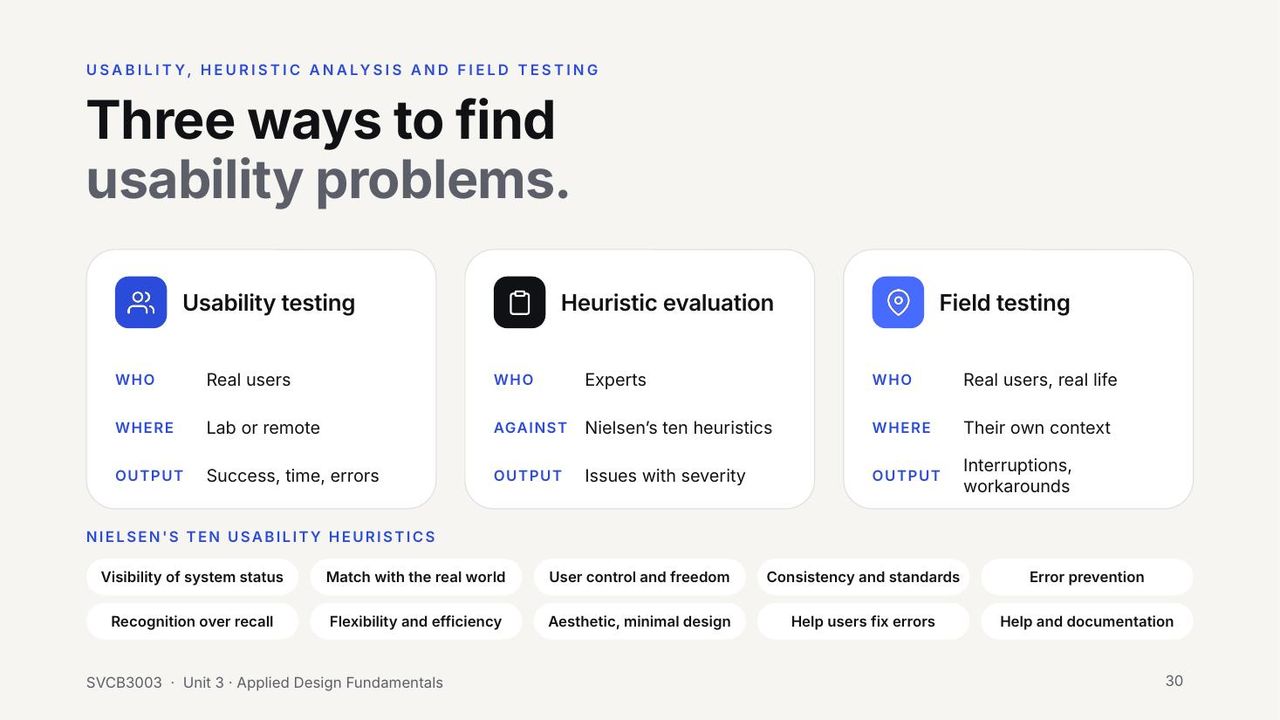 USABILITY, HEURISTIC ANALYSIS AND FIELD TESTING
Three ways to find
usability problems.
Usability testing
WHO Real users
WHERE Lab or remote
OUTPUT Success, time, errors
Heuristic evaluation
WHO Experts
AGAINST Nielsen’s ten heuristics
OUTPUT Issues with severity
Field testing
WHO Real users, real life
WHERE Their own context
OUTPUT Interruptions,
workarounds
NIELSEN'S TEN USABILITY HEURISTICS
Visibility of system status Match with the real world User control and freedom Consistency and standards Error prevention
Recognition over recall Flexibility and efficiency Aesthetic, minimal design Help users fix errors Help and documentation
SVCB3003 · Unit 3 · Applied Design Fundamentals 30